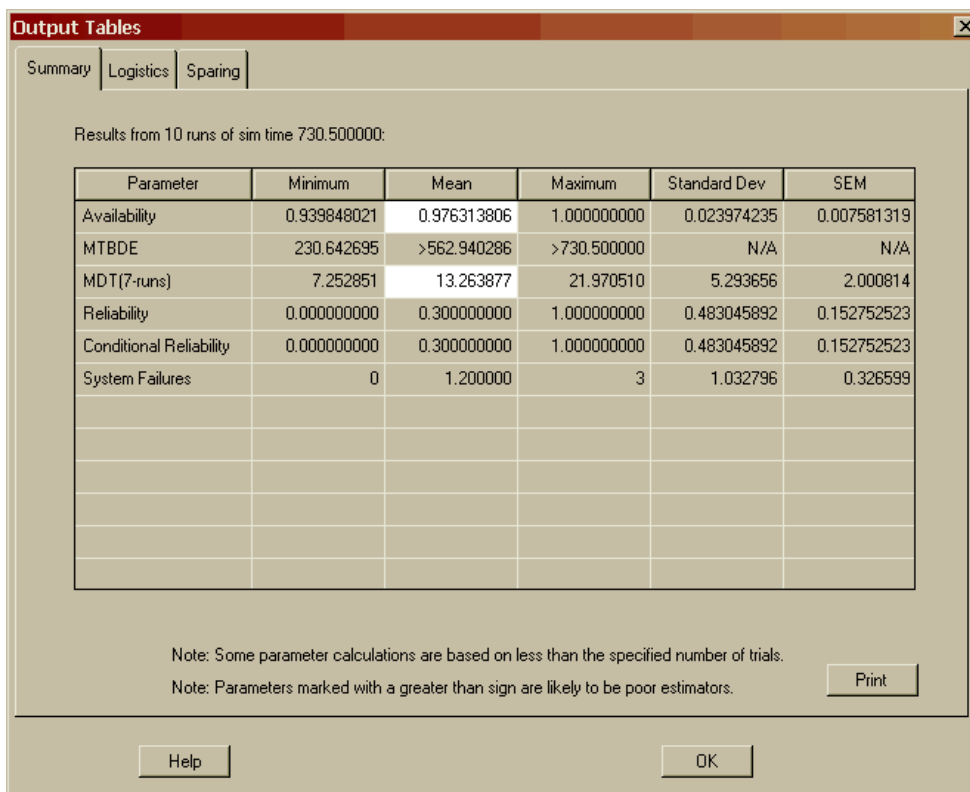 Output Tables
Summary Logistics Sparing
Results from 10 runs of sim time 730.500000:
Parameter Minimum Mean Maximum Standard Dev SEM
Availability 0.939848021 0.976313806 1.000000000 0.023974235 0.007581319
MTBDE 230.642695 >562.940286 >730.500000 N/A N/A
MDT(7-runs) 7.252851 13.263877 21.970510 5.293656 2.000814
Reliability 0.000000000 0.300000000 1.000000000 0.483045892 0.152752523
Conditional Reliability 0.000000000 0.300000000 1.000000000 0.483045892 0.152752523
System Failures 0 1.200000 3 1.032796 0.326599
Note: Some parameter calculations are based on less than the specified number of trials.
Note: Parameters marked with a greater than sign are likely to be poor estimators.
Print
Help OK